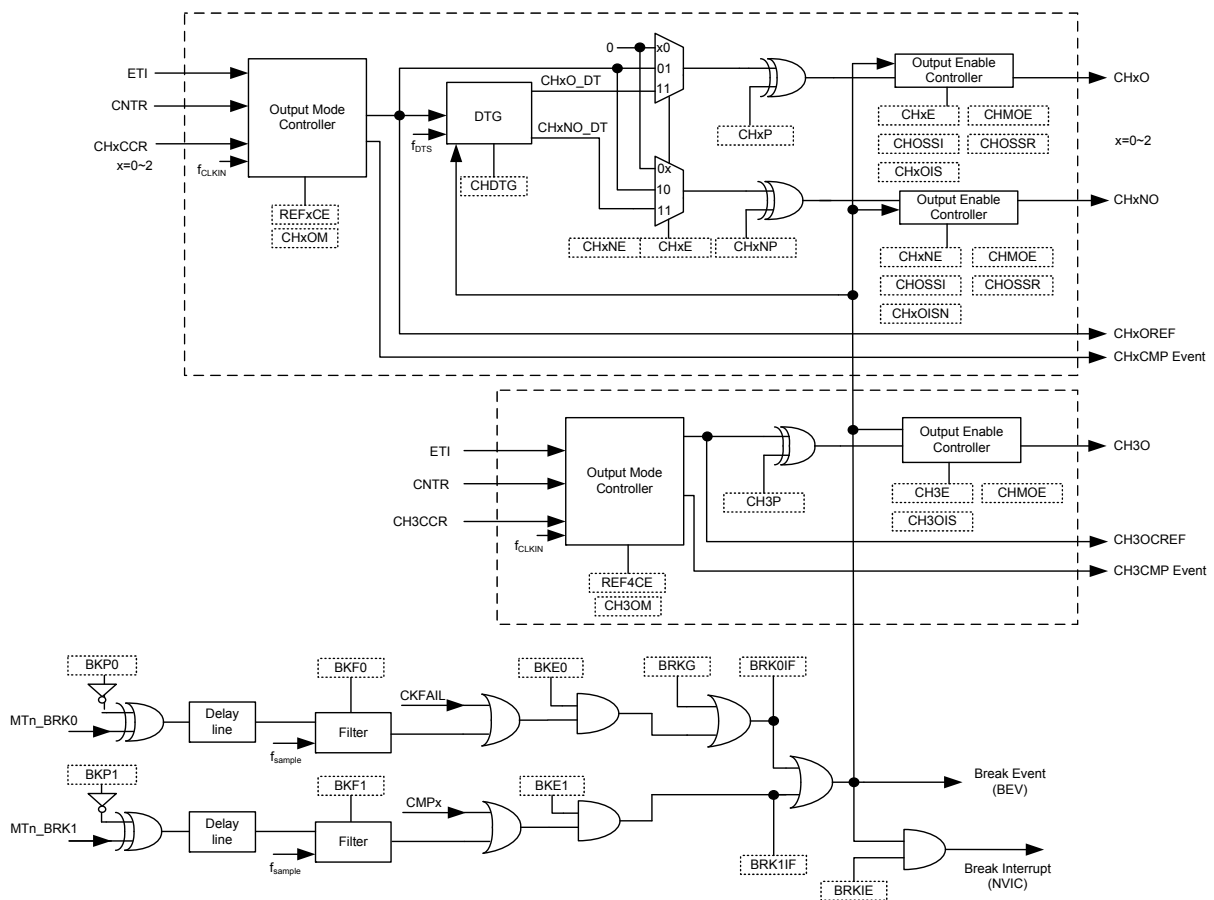 ETI
CNTR
CHxCCR
x=0~2
fCLKIN
Output Mode
Controller
REFxCE
CHxOM
fDTS
DTG
CHDTG
CHxO_DT
CHxNO_DT
0
x0
01
11
0x
10
11
CHxNE
CHxE
CHxP
CHxNP
Output Enable
Controller
CHxE
CHMOE
CHOSSI
CHOSSR
CHxOIS
Output Enable
Controller
CHxNE
CHMOE
CHOSSI
CHOSSR
CHxOISN
CHxO
x=0~2
CHxNO
CHxOREF
CHxCMP Event
ETI
CNTR
CH3CCR
fCLKIN
Output Mode
Controller
REF4CE
CH3OM
CH3P
Output Enable
Controller
CH3E
CHMOE
CH3OIS
CH3O
CH3OCREF
CH3CMP Event
BKP0
MTn_BRK0
Delay
line
BKF0
Filter
fsample
CKFAIL
BKE0
BRKG
BRK0IF
BKP1
MTn_BRK1
Delay
line
BKF1
Filter
fsample
CMPx
BKE1
BRK1IF
BRKIE
Break Event
(BEV)
Break Interrupt
(NVIC)